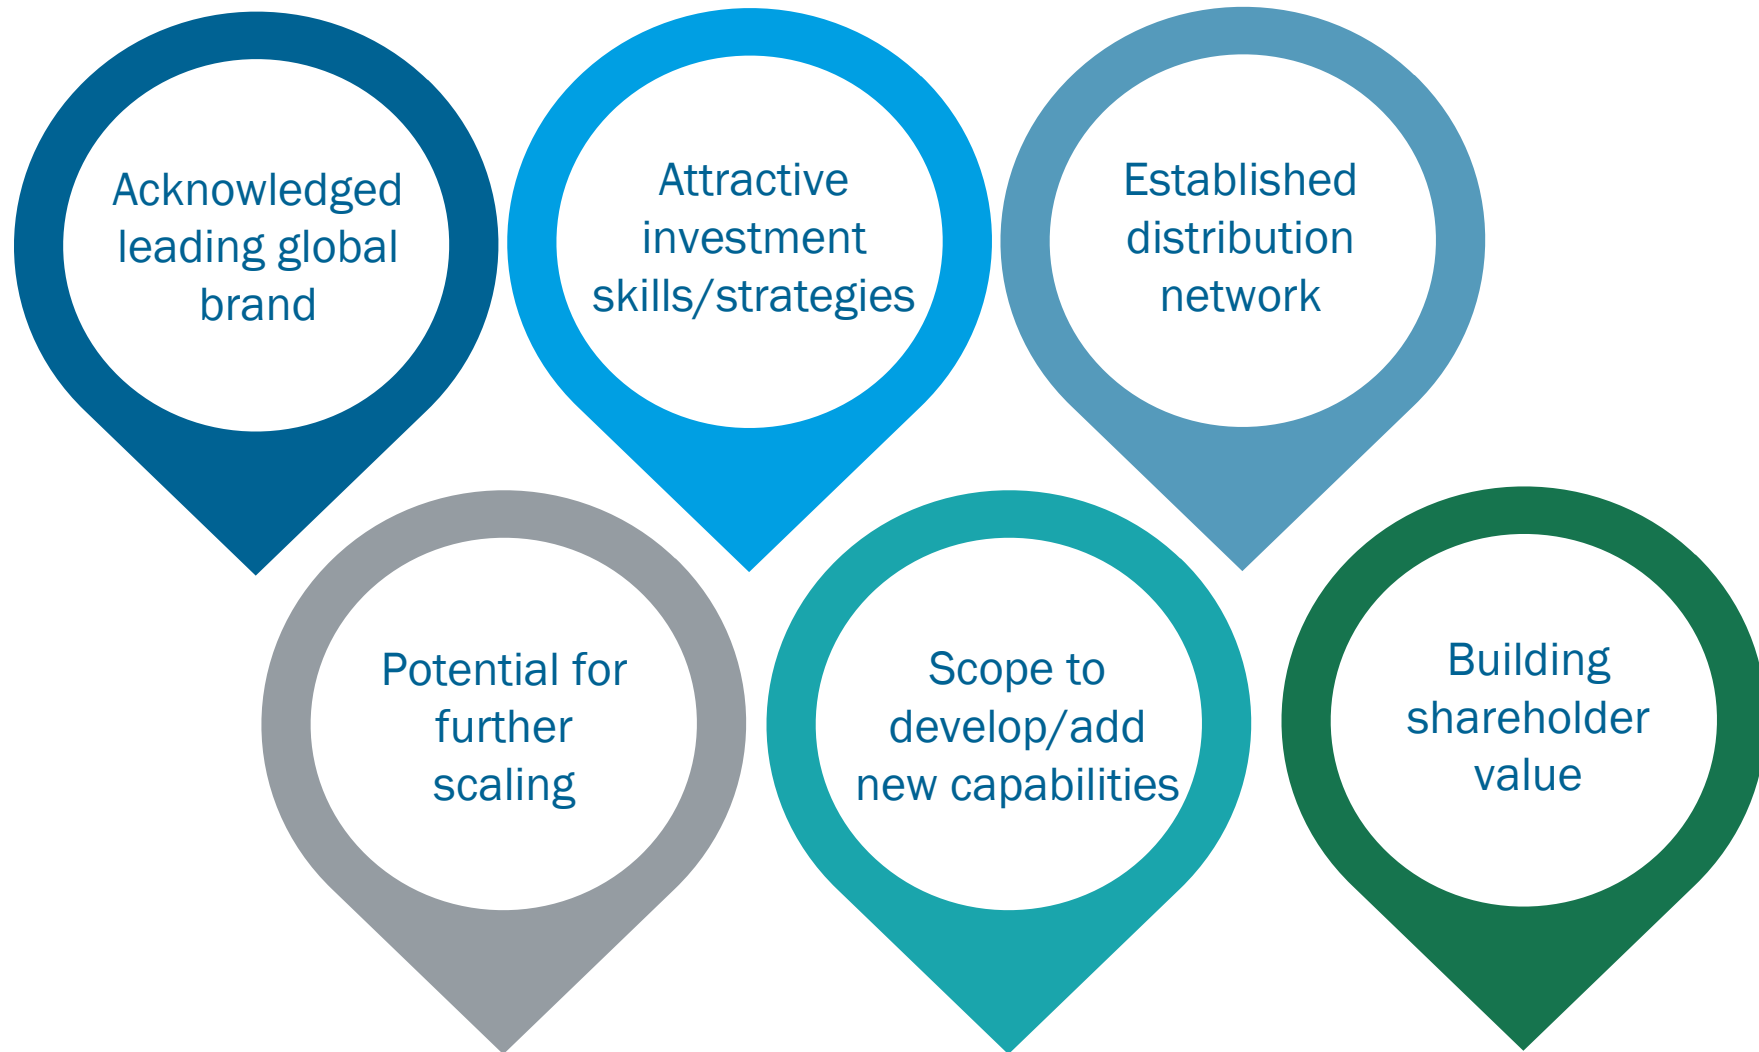 Acknowledged
leading global
brand
Attractive
investment
skills/strategies
Established
distribution
network
Potential for
further
scaling
Scope to
develop/add
new capabilities
Building
shareholder
value